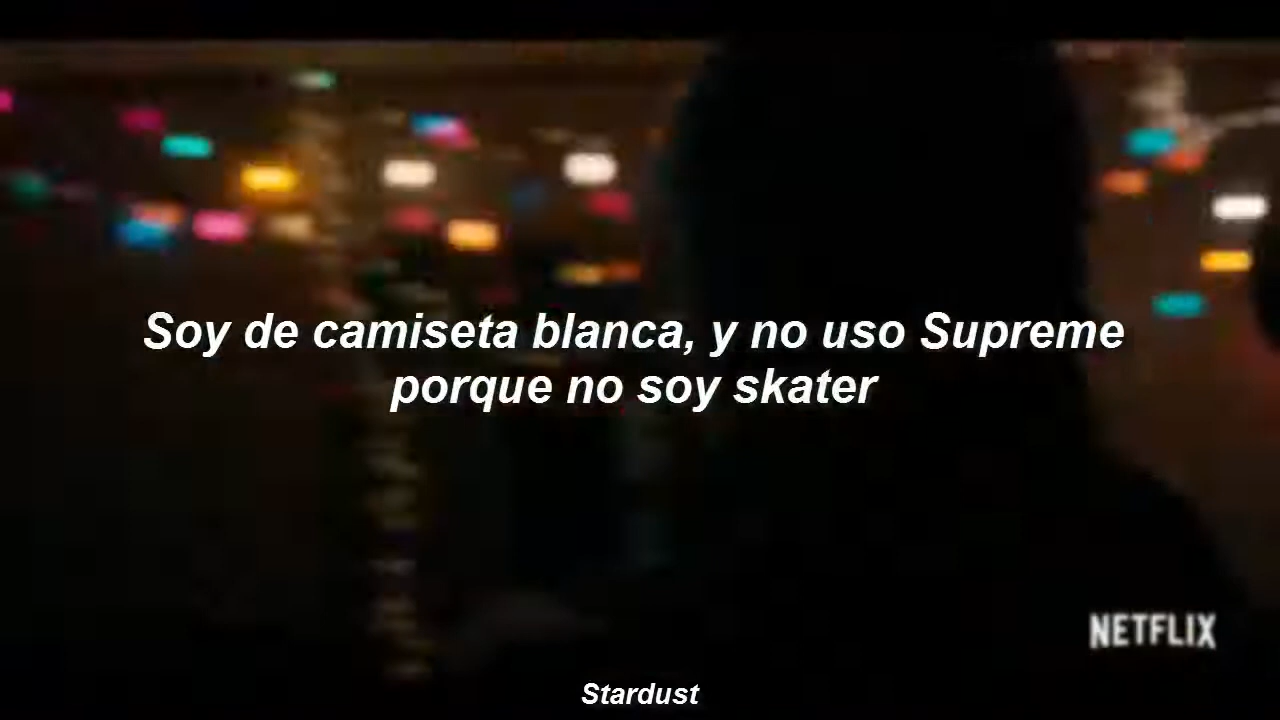 Soy de camiseta blanca, y no uso Supreme
porque no soy skater
NETFLIX
Stardust